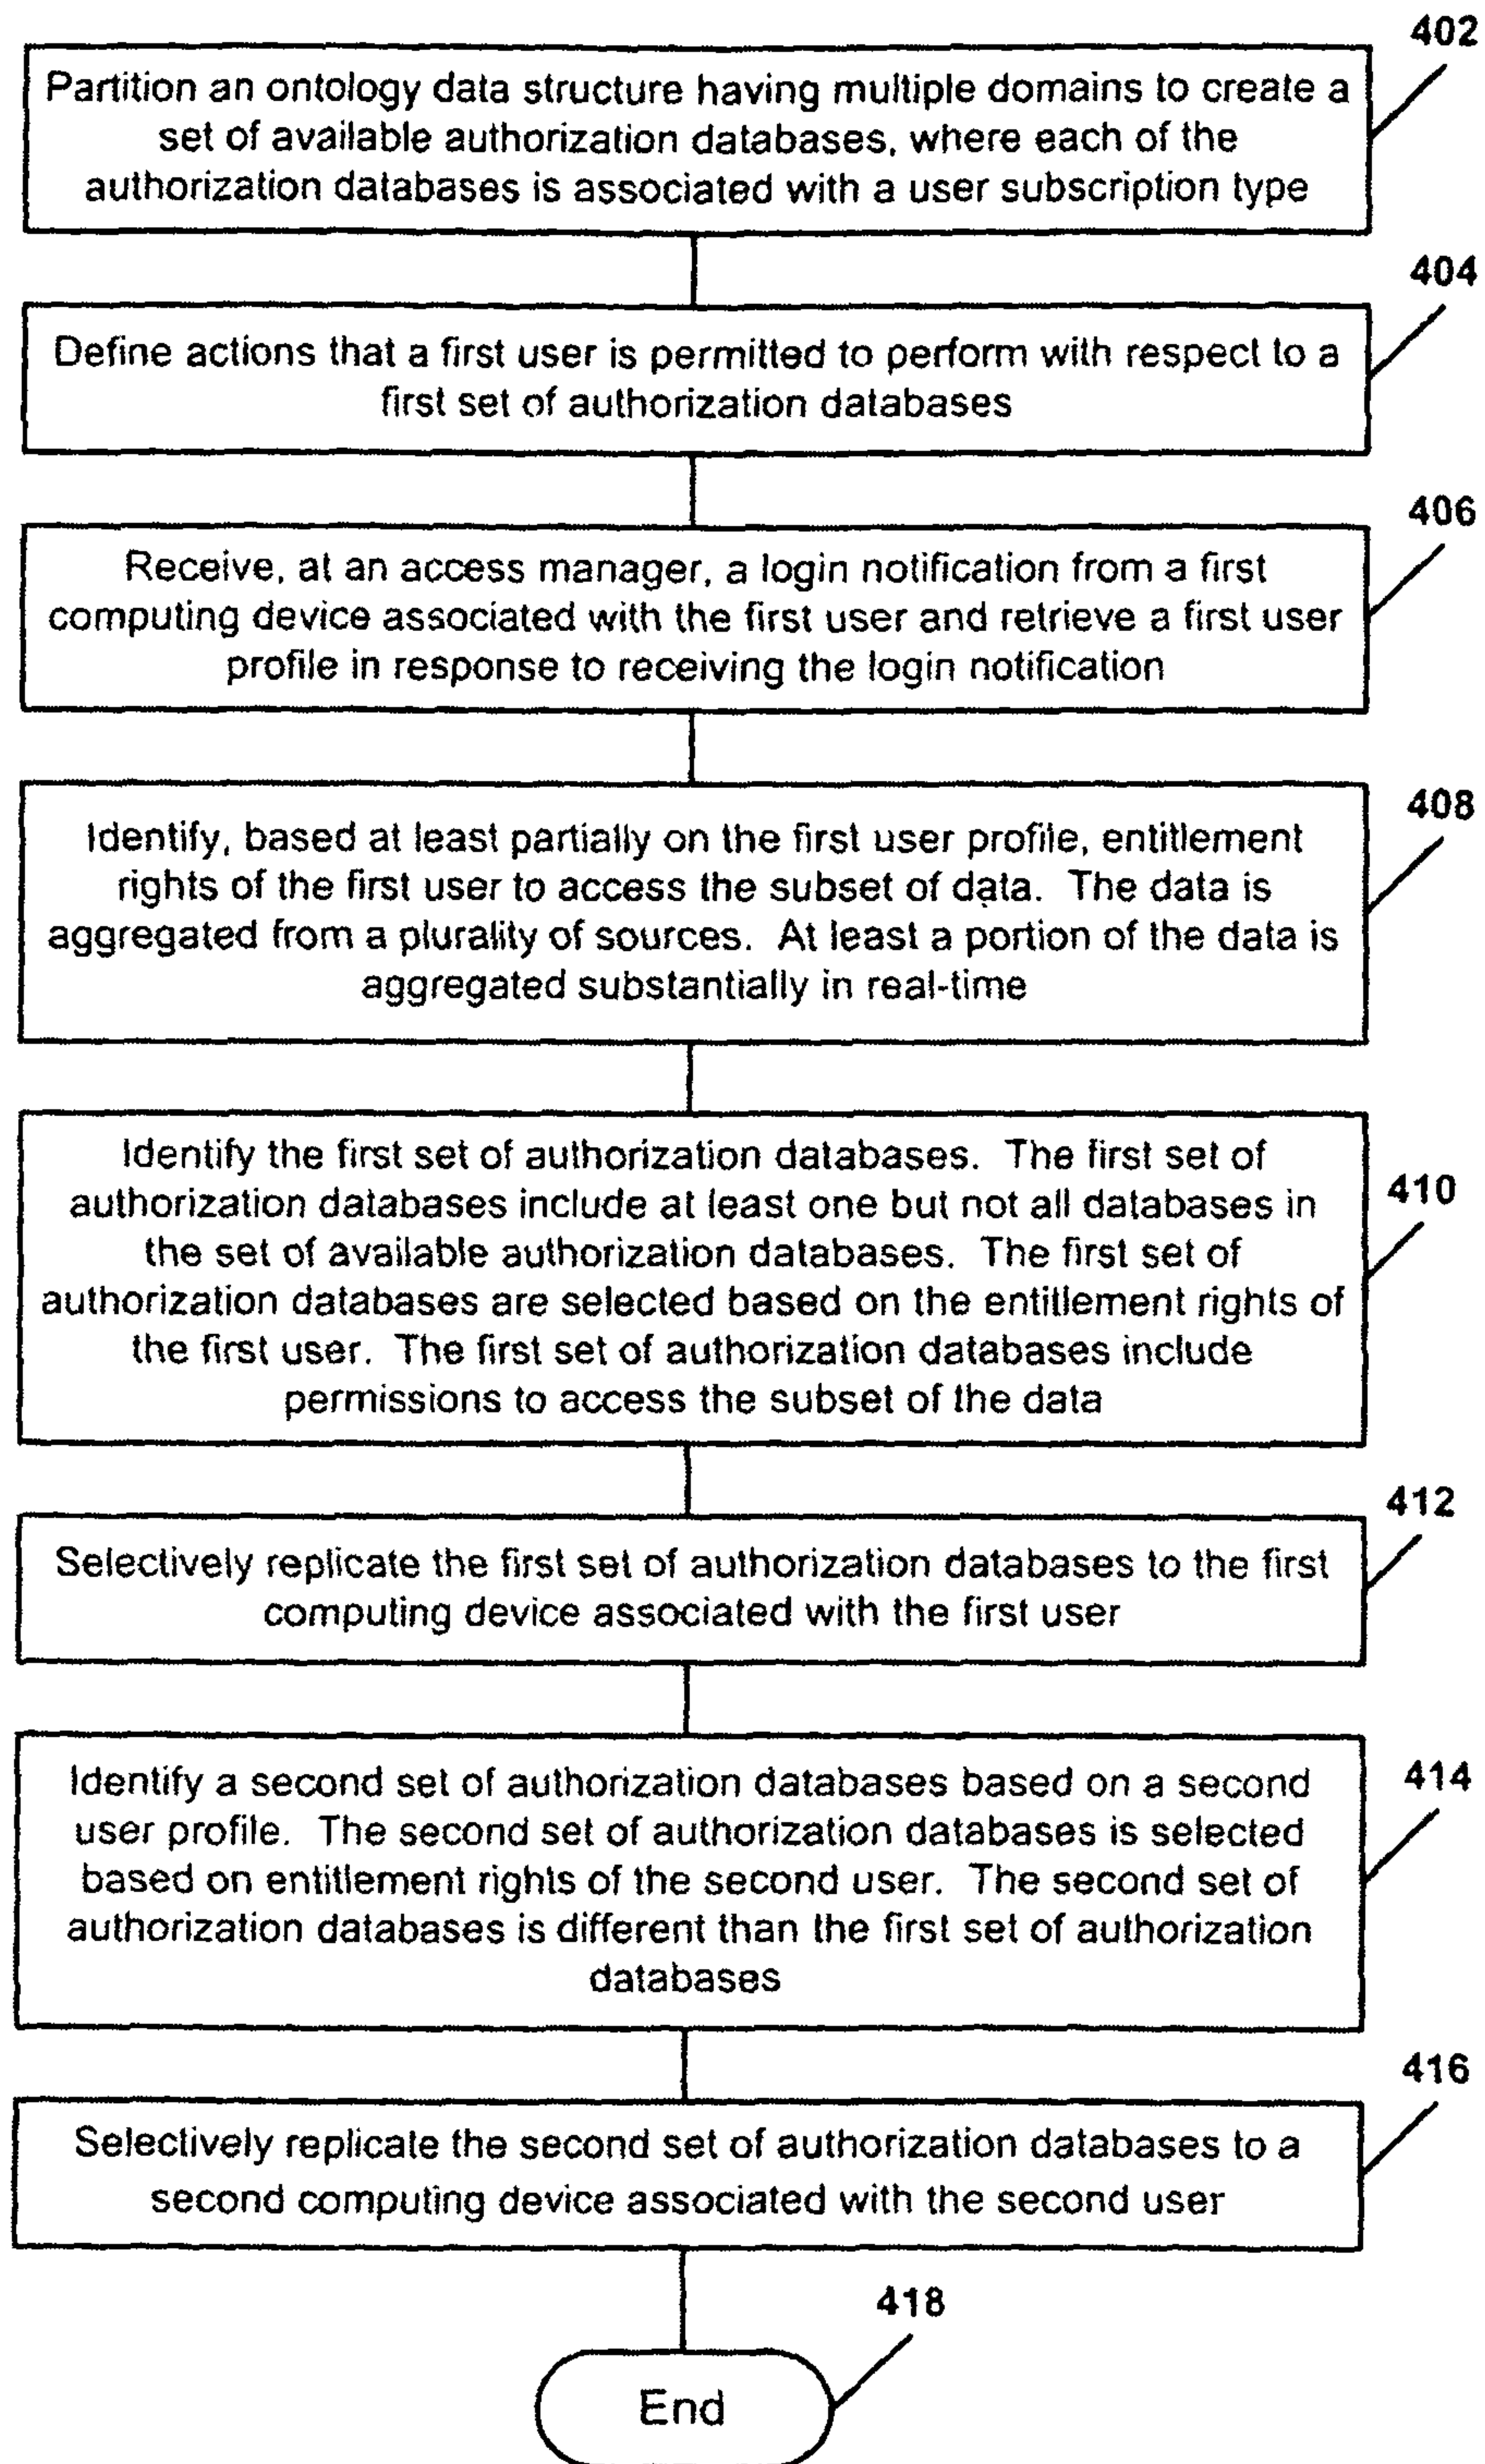 402
Partition an ontology data structure having multiple domains to create a
set of available authorization databases, where each of the
authorization databases is associated with a user subscription type
404
Define actions that a first user is permitted to perform with respect to a
first set of authorization databases
406
Receive, at an access manager, a login notification from a first
computing device associated with the first user and retrieve a first user
profile in response to receiving the login notification
408
Identify, based at least partially on the first user profile, entitlement
rights of the first user to access the subset of data. The data is
aggregated from a plurality of sources. At least a portion of the data is
aggregated substantially in real-time
410
Identify the first set of authorization databases. The first set of
authorization databases include at least one but not all databases in
the set of available authorization databases. The first set of
authorization databases are selected based on the entitlement rights of
the first user. The first set of authorization databases include
permissions to access the subset of the data
412
Selectively replicate the first set of authorization databases to the first
computing device associated with the first user
414
Identify a second set of authorization databases based on a second
user profile. The second set of authorization databases is selected
based on entitlement rights of the second user. The second set of
authorization databases is different than the first set of authorization
databases
416
Selectively replicate the second set of authorization databases to a
second computing device associated with the second user
418
End